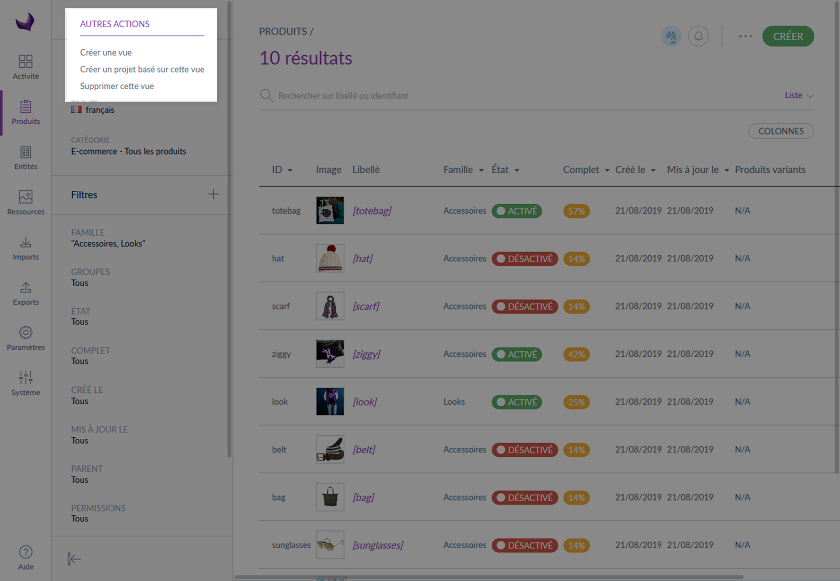 AUTRES ACTIONS
Créer une vue
Créer un projet basé sur cette vue
Supprimer cette vue
français
CATÉGORIE
E-commerce - Tous les produits
Filtres
FAMILLE
"Accessoires, Looks"
GROUPES
Tous
ÉTAT
Tous
COMPLET
Tous
CRÉÉ LE
Tous
MIS À JOUR LE
Tous
PARENT
Tous
PERMISSIONS
Tous
Activité
Produits
Entités
Ressources
Imports
Exports
Paramètres
Système
Aide
PRODUITS /
CRÉER
10 résultats
Rechercher sur libellé ou identifiant
Liste
COLONNES
ID Image Libellé Famille État Complet Créé le Mis à jour le Produits variants
totebag [totebag] Accessoires ACTIVÉ 57% 21/08/2019 21/08/2019 N/A
hat [hat] Accessoires DÉSACTIVÉ 14% 21/08/2019 21/08/2019 N/A
scarf [scarf] Accessoires DÉSACTIVÉ 14% 21/08/2019 21/08/2019 N/A
ziggy [ziggy] Accessoires ACTIVÉ 42% 21/08/2019 21/08/2019 N/A
look [look] Looks ACTIVÉ 25% 21/08/2019 21/08/2019 N/A
belt [belt] Accessoires DÉSACTIVÉ 14% 21/08/2019 21/08/2019 N/A
bag [bag] Accessoires DÉSACTIVÉ 14% 21/08/2019 21/08/2019 N/A
sunglasses [sunglasses] Accessoires DÉSACTIVÉ 14% 21/08/2019 21/08/2019 N/A